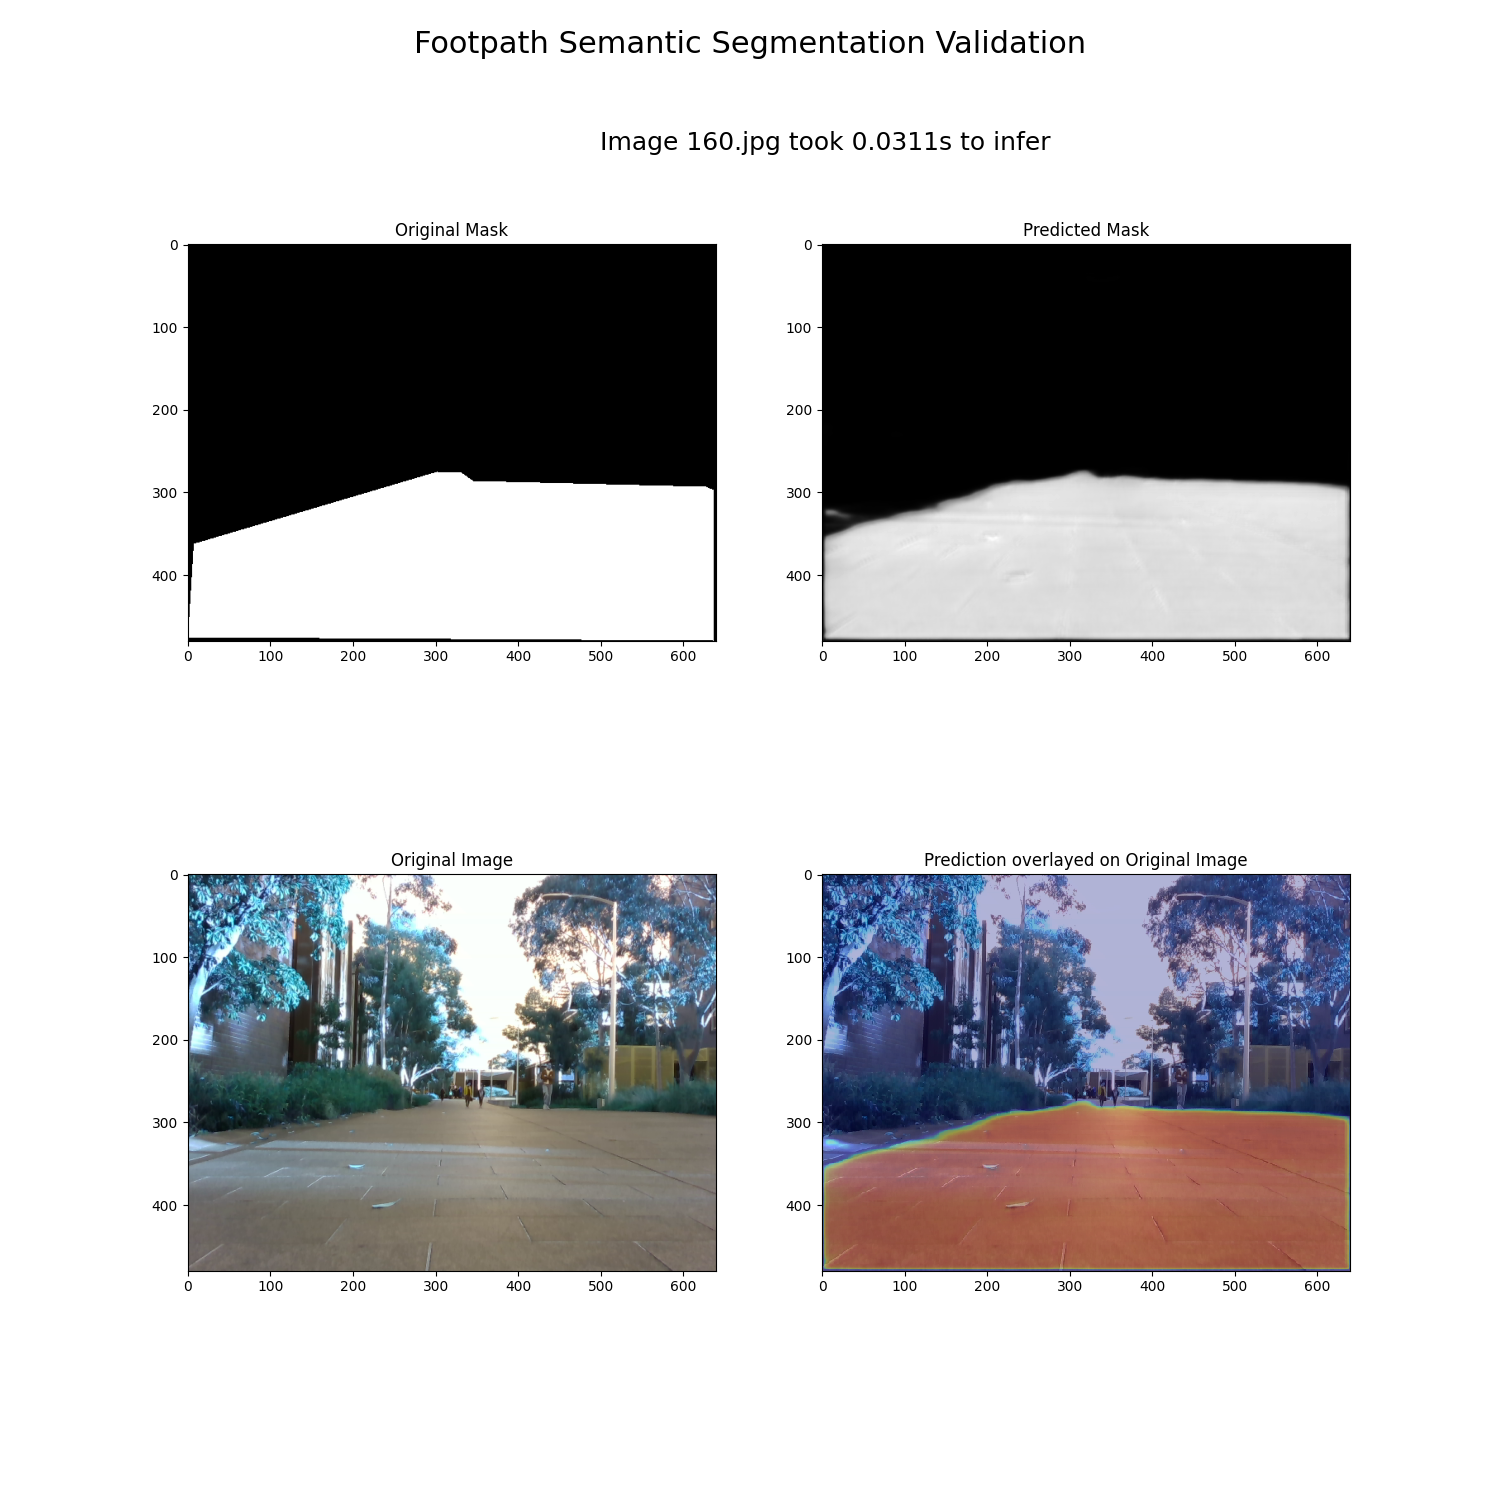 Footpath Semantic Segmentation Validation
Image 160.jpg took 0.0311s to infer
Original Mask
0
100
200
300
400
0 100 200 300 400 500 600
Predicted Mask
0
100
200
300
400
0 100 200 300 400 500 600
Original Image
0
100
200
300
400
0 100 200 300 400 500 600
Prediction overlayed on Original Image
0
100
200
300
400
0 100 200 300 400 500 600